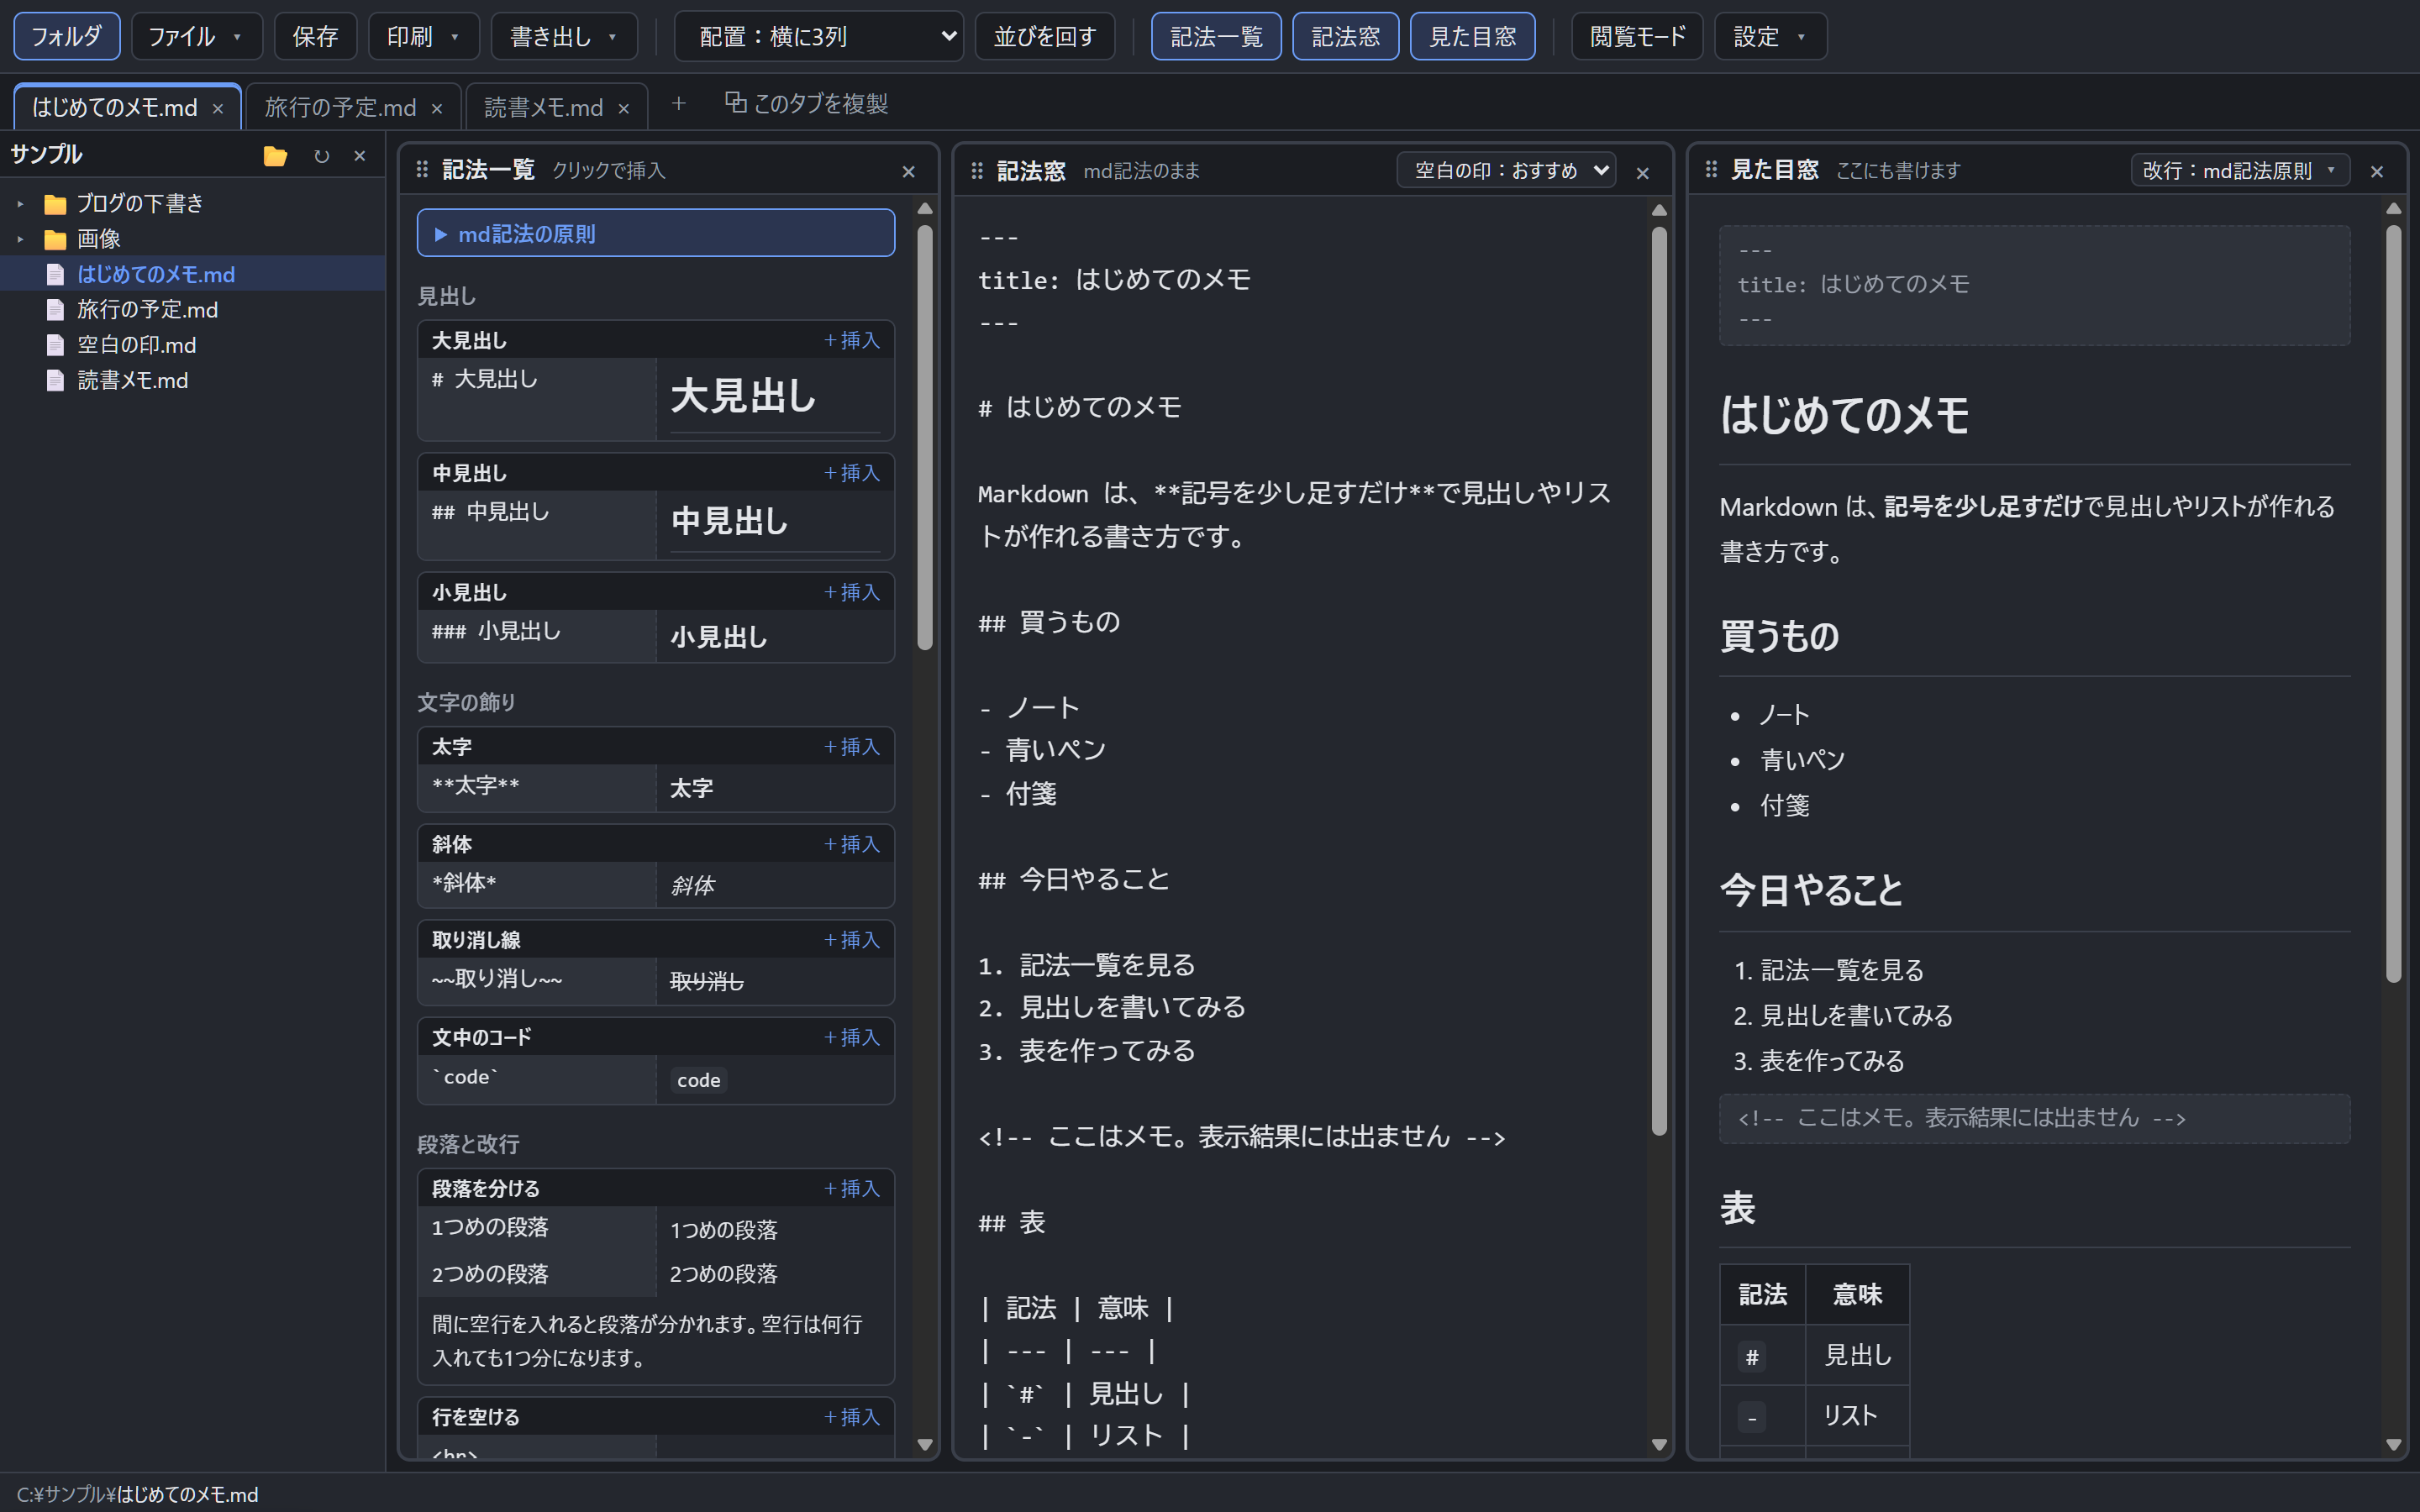 フォルダ ファイル 保存 印刷 書き出し 配置：横に3列 並びを回す 記法一覧 記法窓 見た目窓 閲覧モード 設定
はじめてのメモ.md × 旅行の予定.md × 読書メモ.md × ＋ このタブを複製
サンプル
ブログの下書き
画像
はじめてのメモ.md
旅行の予定.md
空白の印.md
読書メモ.md
記法一覧 クリックで挿入
md記法の原則
見出し
大見出し ＋挿入
# 大見出し 大見出し
中見出し ＋挿入
## 中見出し 中見出し
小見出し ＋挿入
### 小見出し 小見出し
文字の飾り
太字 ＋挿入
**太字** 太字
斜体 ＋挿入
*斜体* 斜体
取り消し線 ＋挿入
~~取り消し~~ 取り消し
文中のコード ＋挿入
`code` code
段落と改行
段落を分ける ＋挿入
1つめの段落 1つめの段落
2つめの段落 2つめの段落
間に空行を入れると段落が分かれます。空行は何行
入れても1つ分になります。
行を空ける ＋挿入
<br>
記法窓 md記法のまま 空白の印：おすすめ
---
title: はじめてのメモ
---
# はじめてのメモ
Markdown は、**記号を少し足すだけ**で見出しやリス
トが作れる書き方です。
## 買うもの
- ノート
- 青いペン
- 付箋
## 今日やること
1. 記法一覧を見る
2. 見出しを書いてみる
3. 表を作ってみる
<!-- ここはメモ。表示結果には出ません -->
## 表
| 記法 | 意味 |
| --- | --- |
| `#` | 見出し |
| `-` | リスト |
見た目窓 ここにも書けます 改行：md記法原則
---
title: はじめてのメモ
---
はじめてのメモ
Markdown は、記号を少し足すだけで見出しやリストが作れる
書き方です。
買うもの
• ノート
• 青いペン
• 付箋
今日やること
1. 記法一覧を見る
2. 見出しを書いてみる
3. 表を作ってみる
<!-- ここはメモ。表示結果には出ません -->
表
記法 意味
# 見出し
- リスト
C:¥サンプル¥はじめてのメモ.md